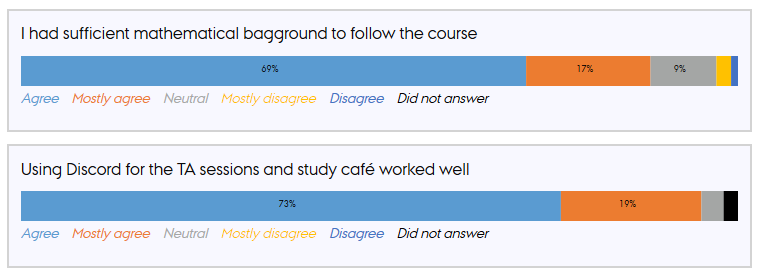 I had sufficient mathematical bagground to follow the course
69% 17% 9%
Agree Mostly agree Neutral Mostly disagree Disagree Did not answer
Using Discord for the TA sessions and study café worked well
73% 19%
Agree Mostly agree Neutral Mostly disagree Disagree Did not answer